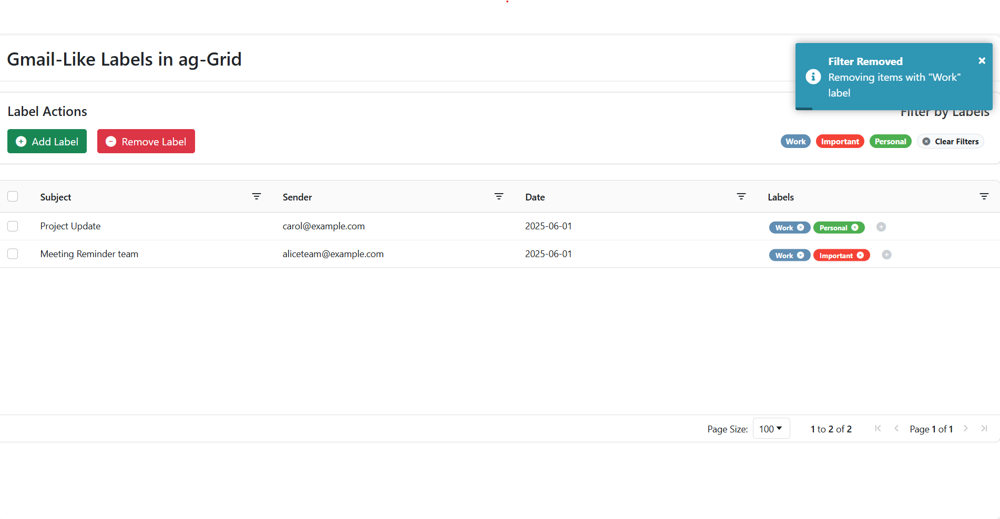 Gmail-Like Labels in ag-Grid
Filter Removed
Removing items with "Work"
label
Label Actions
Filter by Labels
Add Label
Remove Label
Work
Important
Personal
Clear Filters
Subject
Sender
Date
Labels
Project Update
carol@example.com
2025-06-01
Work
Personal
Meeting Reminder team
aliceteam@example.com
2025-06-01
Work
Important
Page Size:
100
1 to 2 of 2
Page 1 of 1